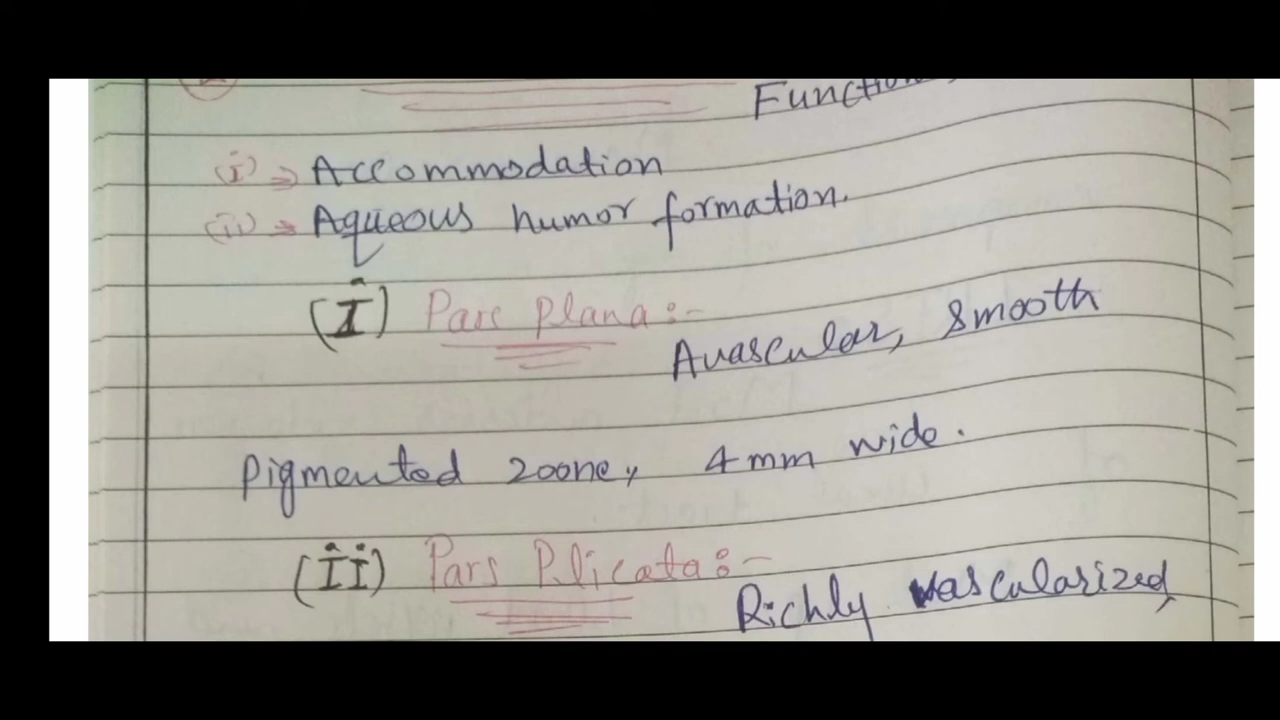 Function
(i) ⇒ Accommodation
(ii) ⇒ Aqueous humor formation.
(I) Pars Plana:-
Avascular, smooth
Pigmented zoone, 4mm wide.
(II) Pars Plicata:-
Richly vascularized,